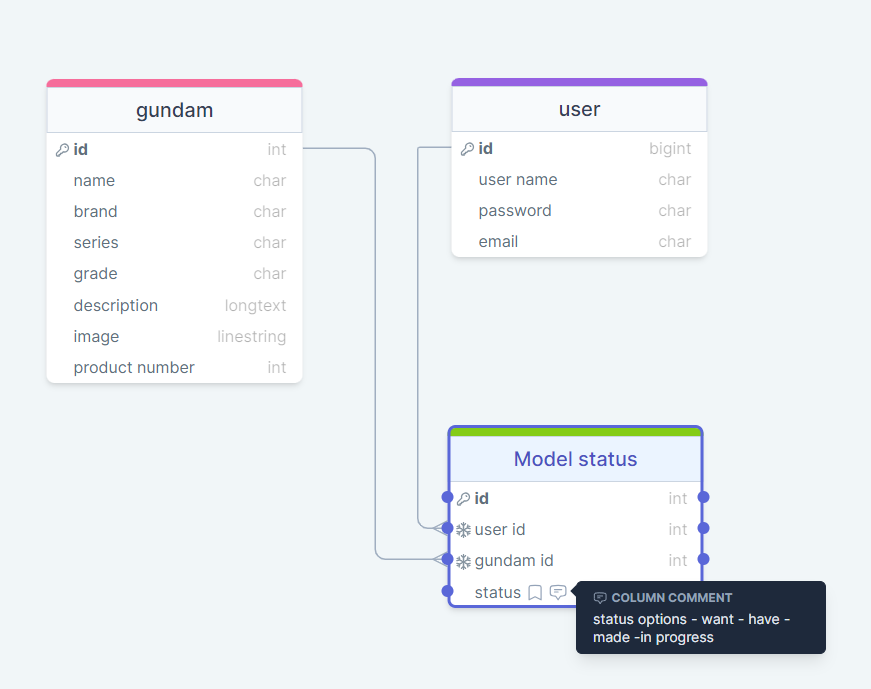 gundam
id int
name char
brand char
series char
grade char
description longtext
image linestring
product number int
user
id bigint
user name char
password char
email char
Model status
id int
user id int
gundam id int
status
COLUMN COMMENT
status options - want - have -
made -in progress